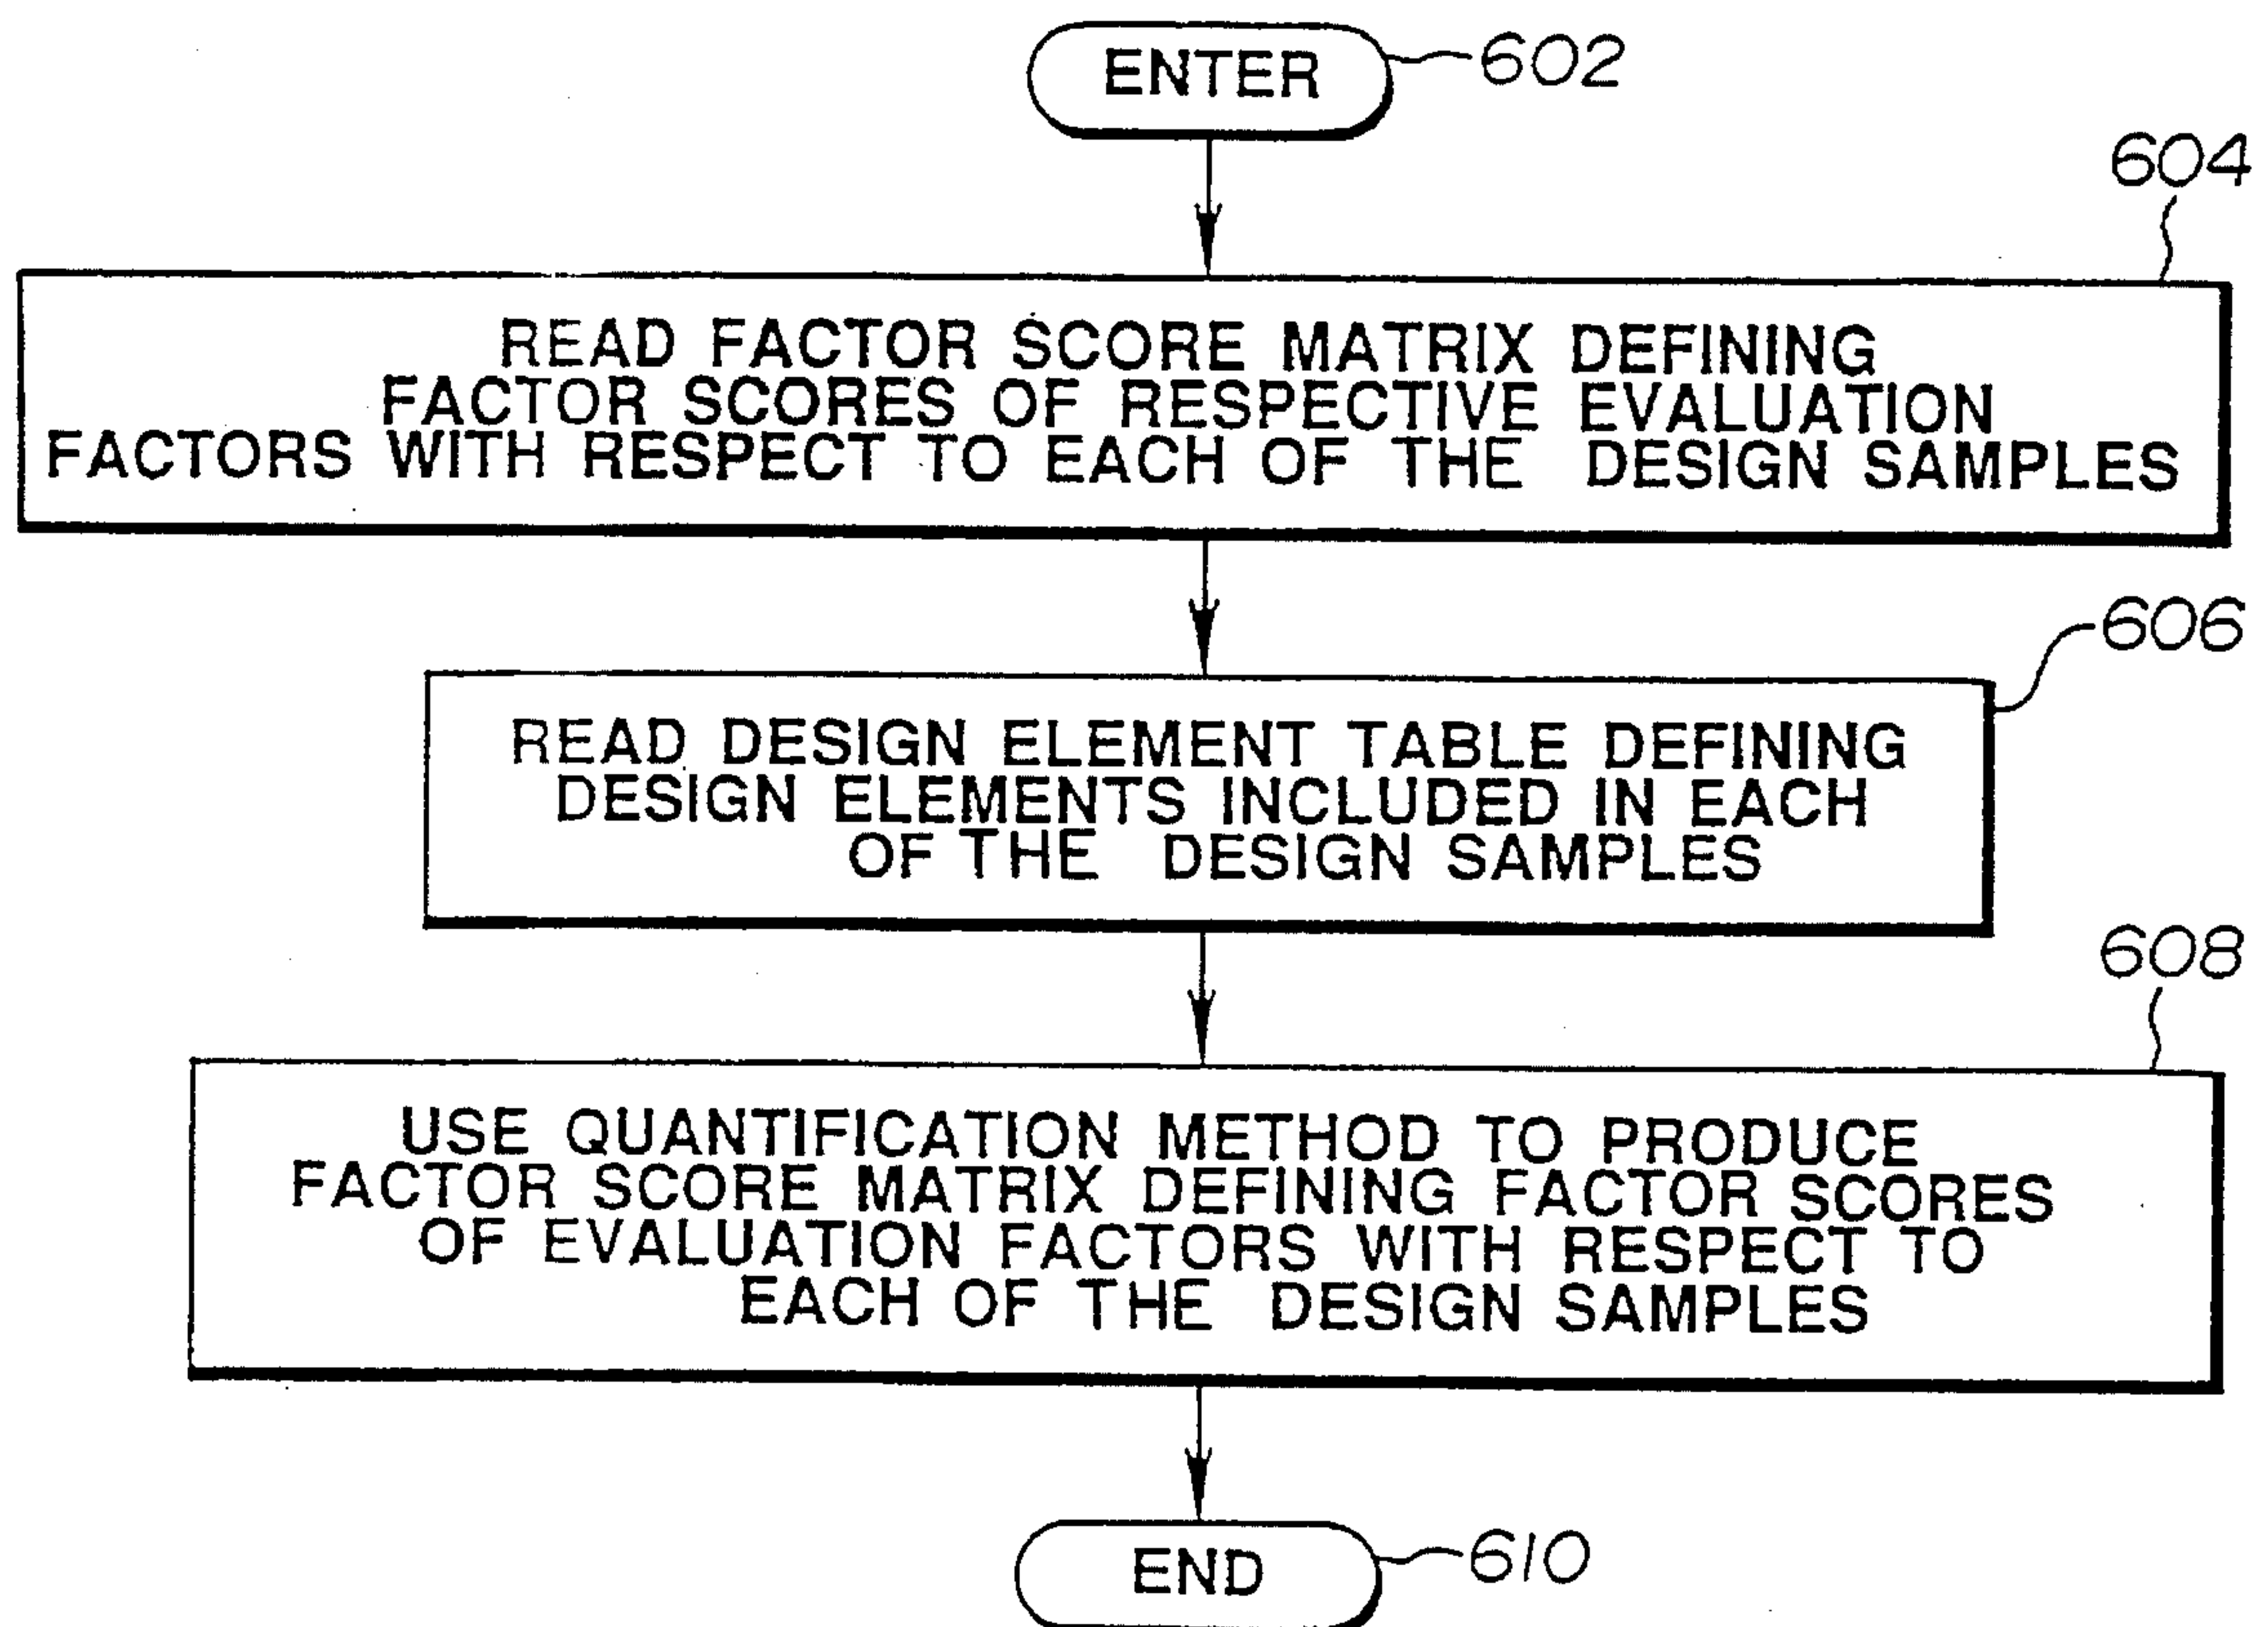 ENTER
602
604
READ FACTOR SCORE MATRIX DEFINING
FACTOR SCORES OF RESPECTIVE EVALUATION
FACTORS WITH RESPECT TO EACH OF THE DESIGN SAMPLES
606
READ DESIGN ELEMENT TABLE DEFINING
DESIGN ELEMENTS INCLUDED IN EACH
OF THE DESIGN SAMPLES
608
USE QUANTIFICATION METHOD TO PRODUCE
FACTOR SCORE MATRIX DEFINING FACTOR SCORES
OF EVALUATION FACTORS WITH RESPECT TO
EACH OF THE DESIGN SAMPLES
END
610